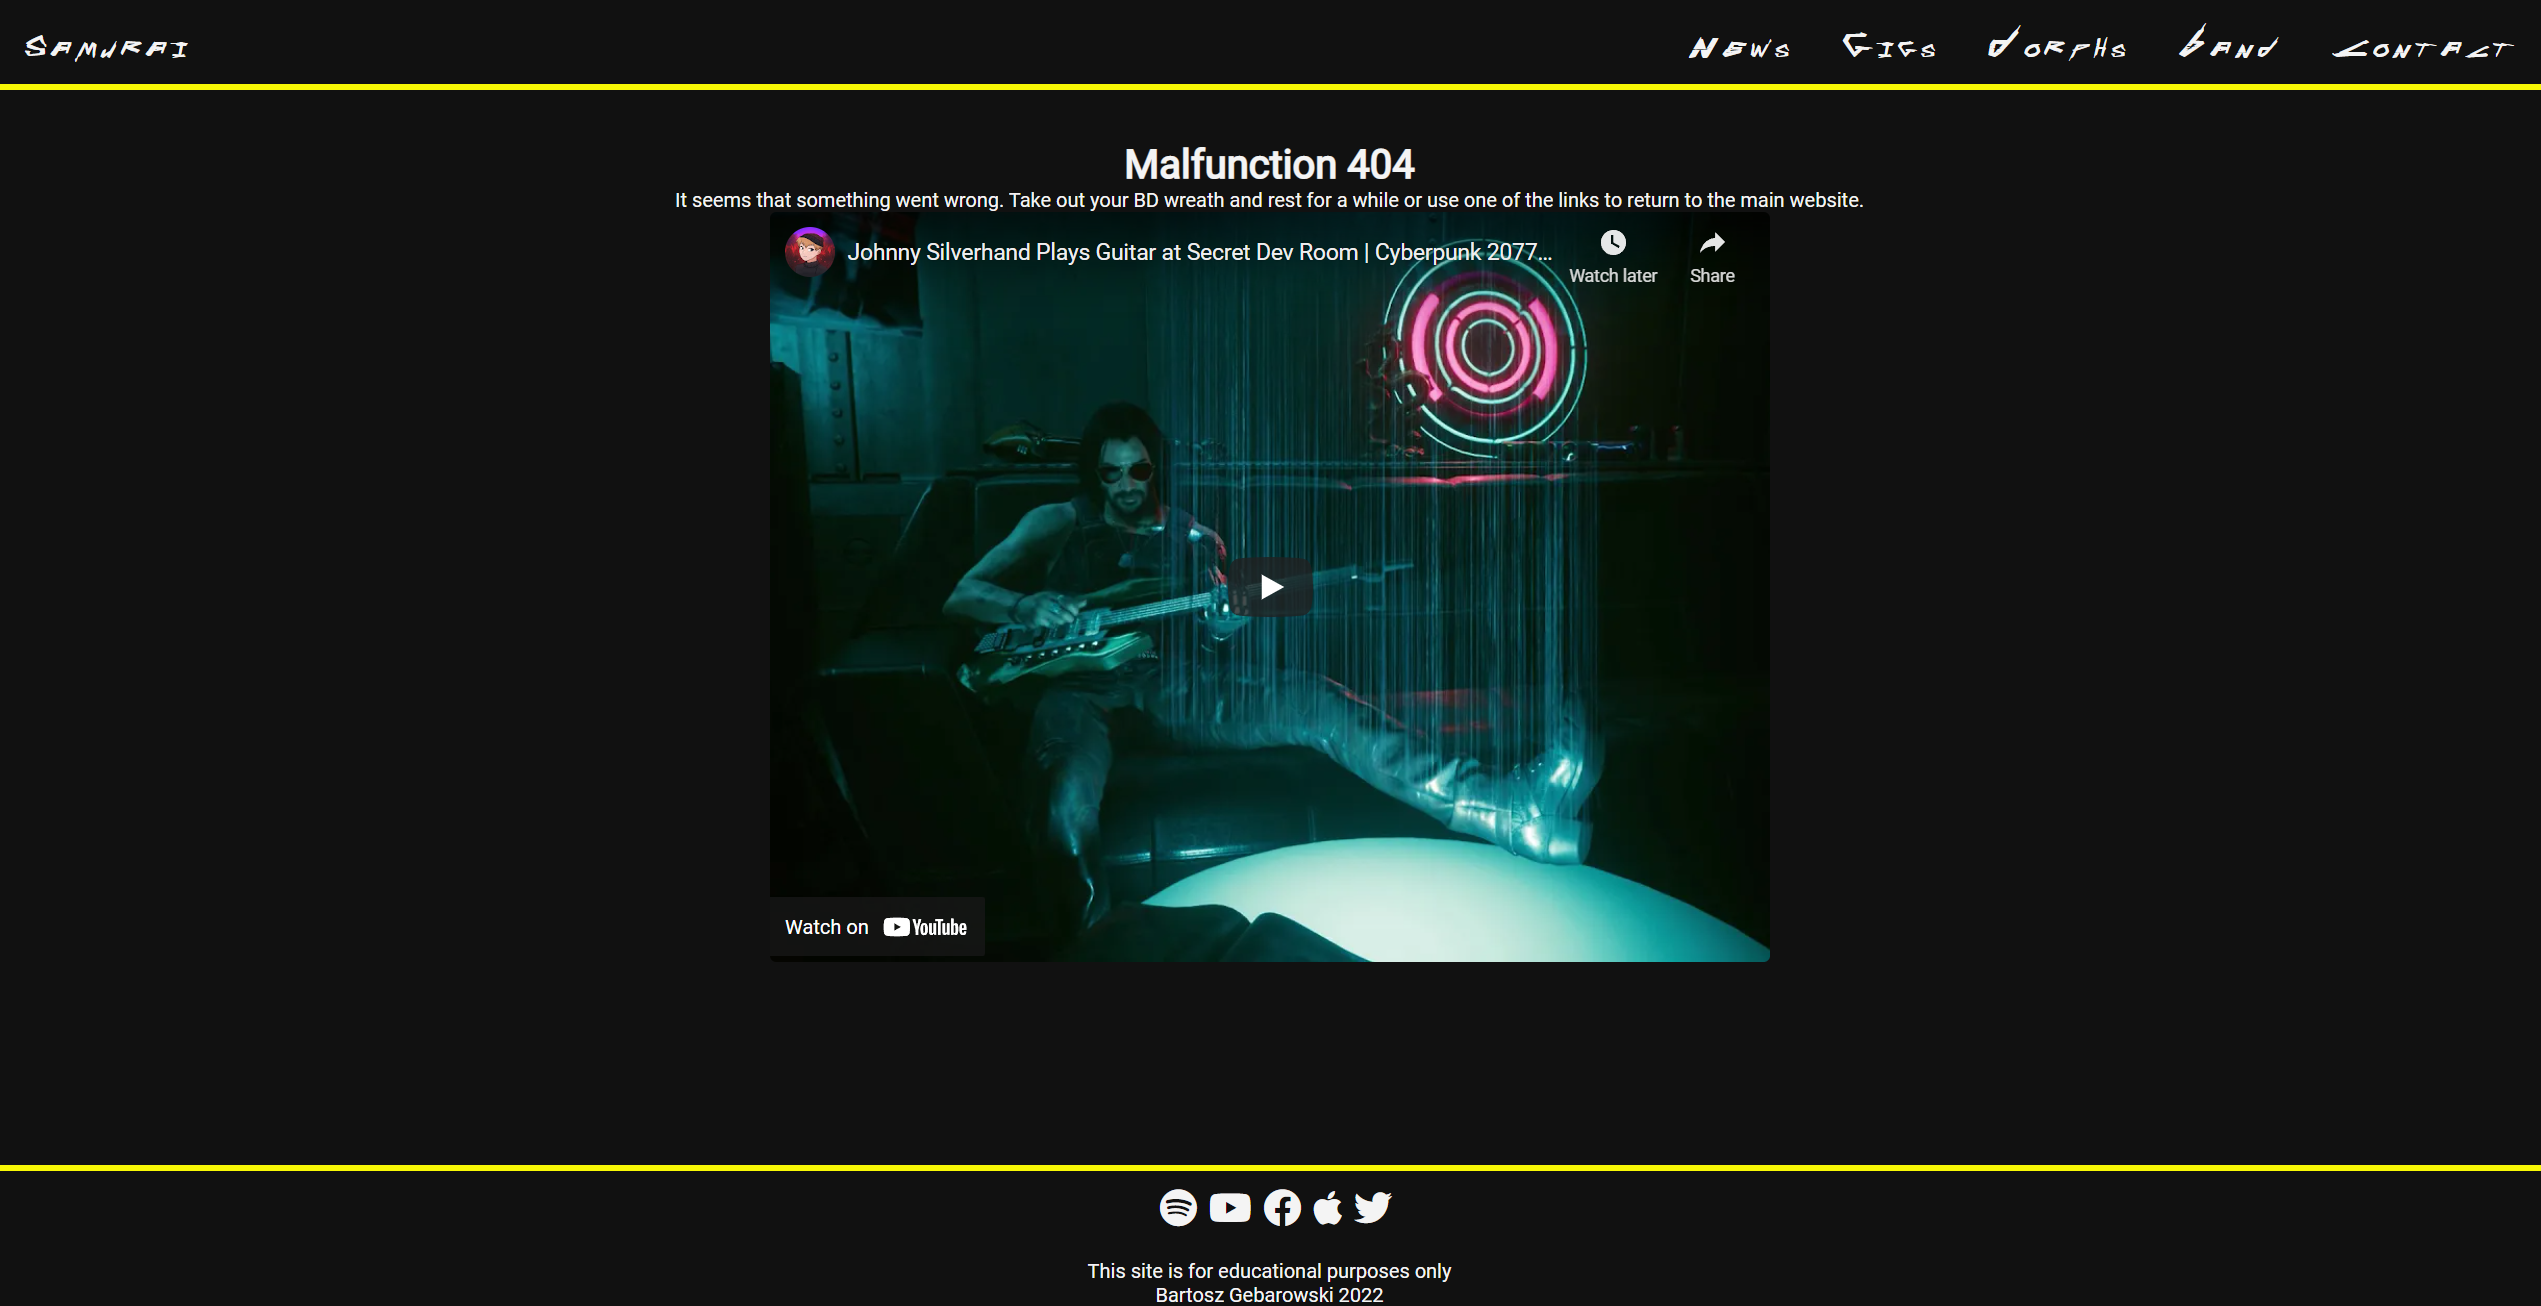 Samurai
News Gigs Dorphs Band Contact
Malfunction 404
It seems that something went wrong. Take out your BD wreath and rest for a while or use one of the links to return to the main website.
Johnny Silverhand Plays Guitar at Secret Dev Room | Cyberpunk 2077...
Watch later Share
Watch on YouTube
This site is for educational purposes only
Bartosz Gebarowski 2022